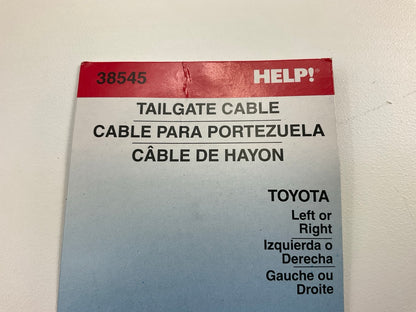 38545 HELP!
TAILGATE CABLE
CABLE PARA PORTEZUELA
CÂBLE DE HAYON
TOYOTA
Left or
Right
Izquierda o
Derecha
Gauche ou
Droite